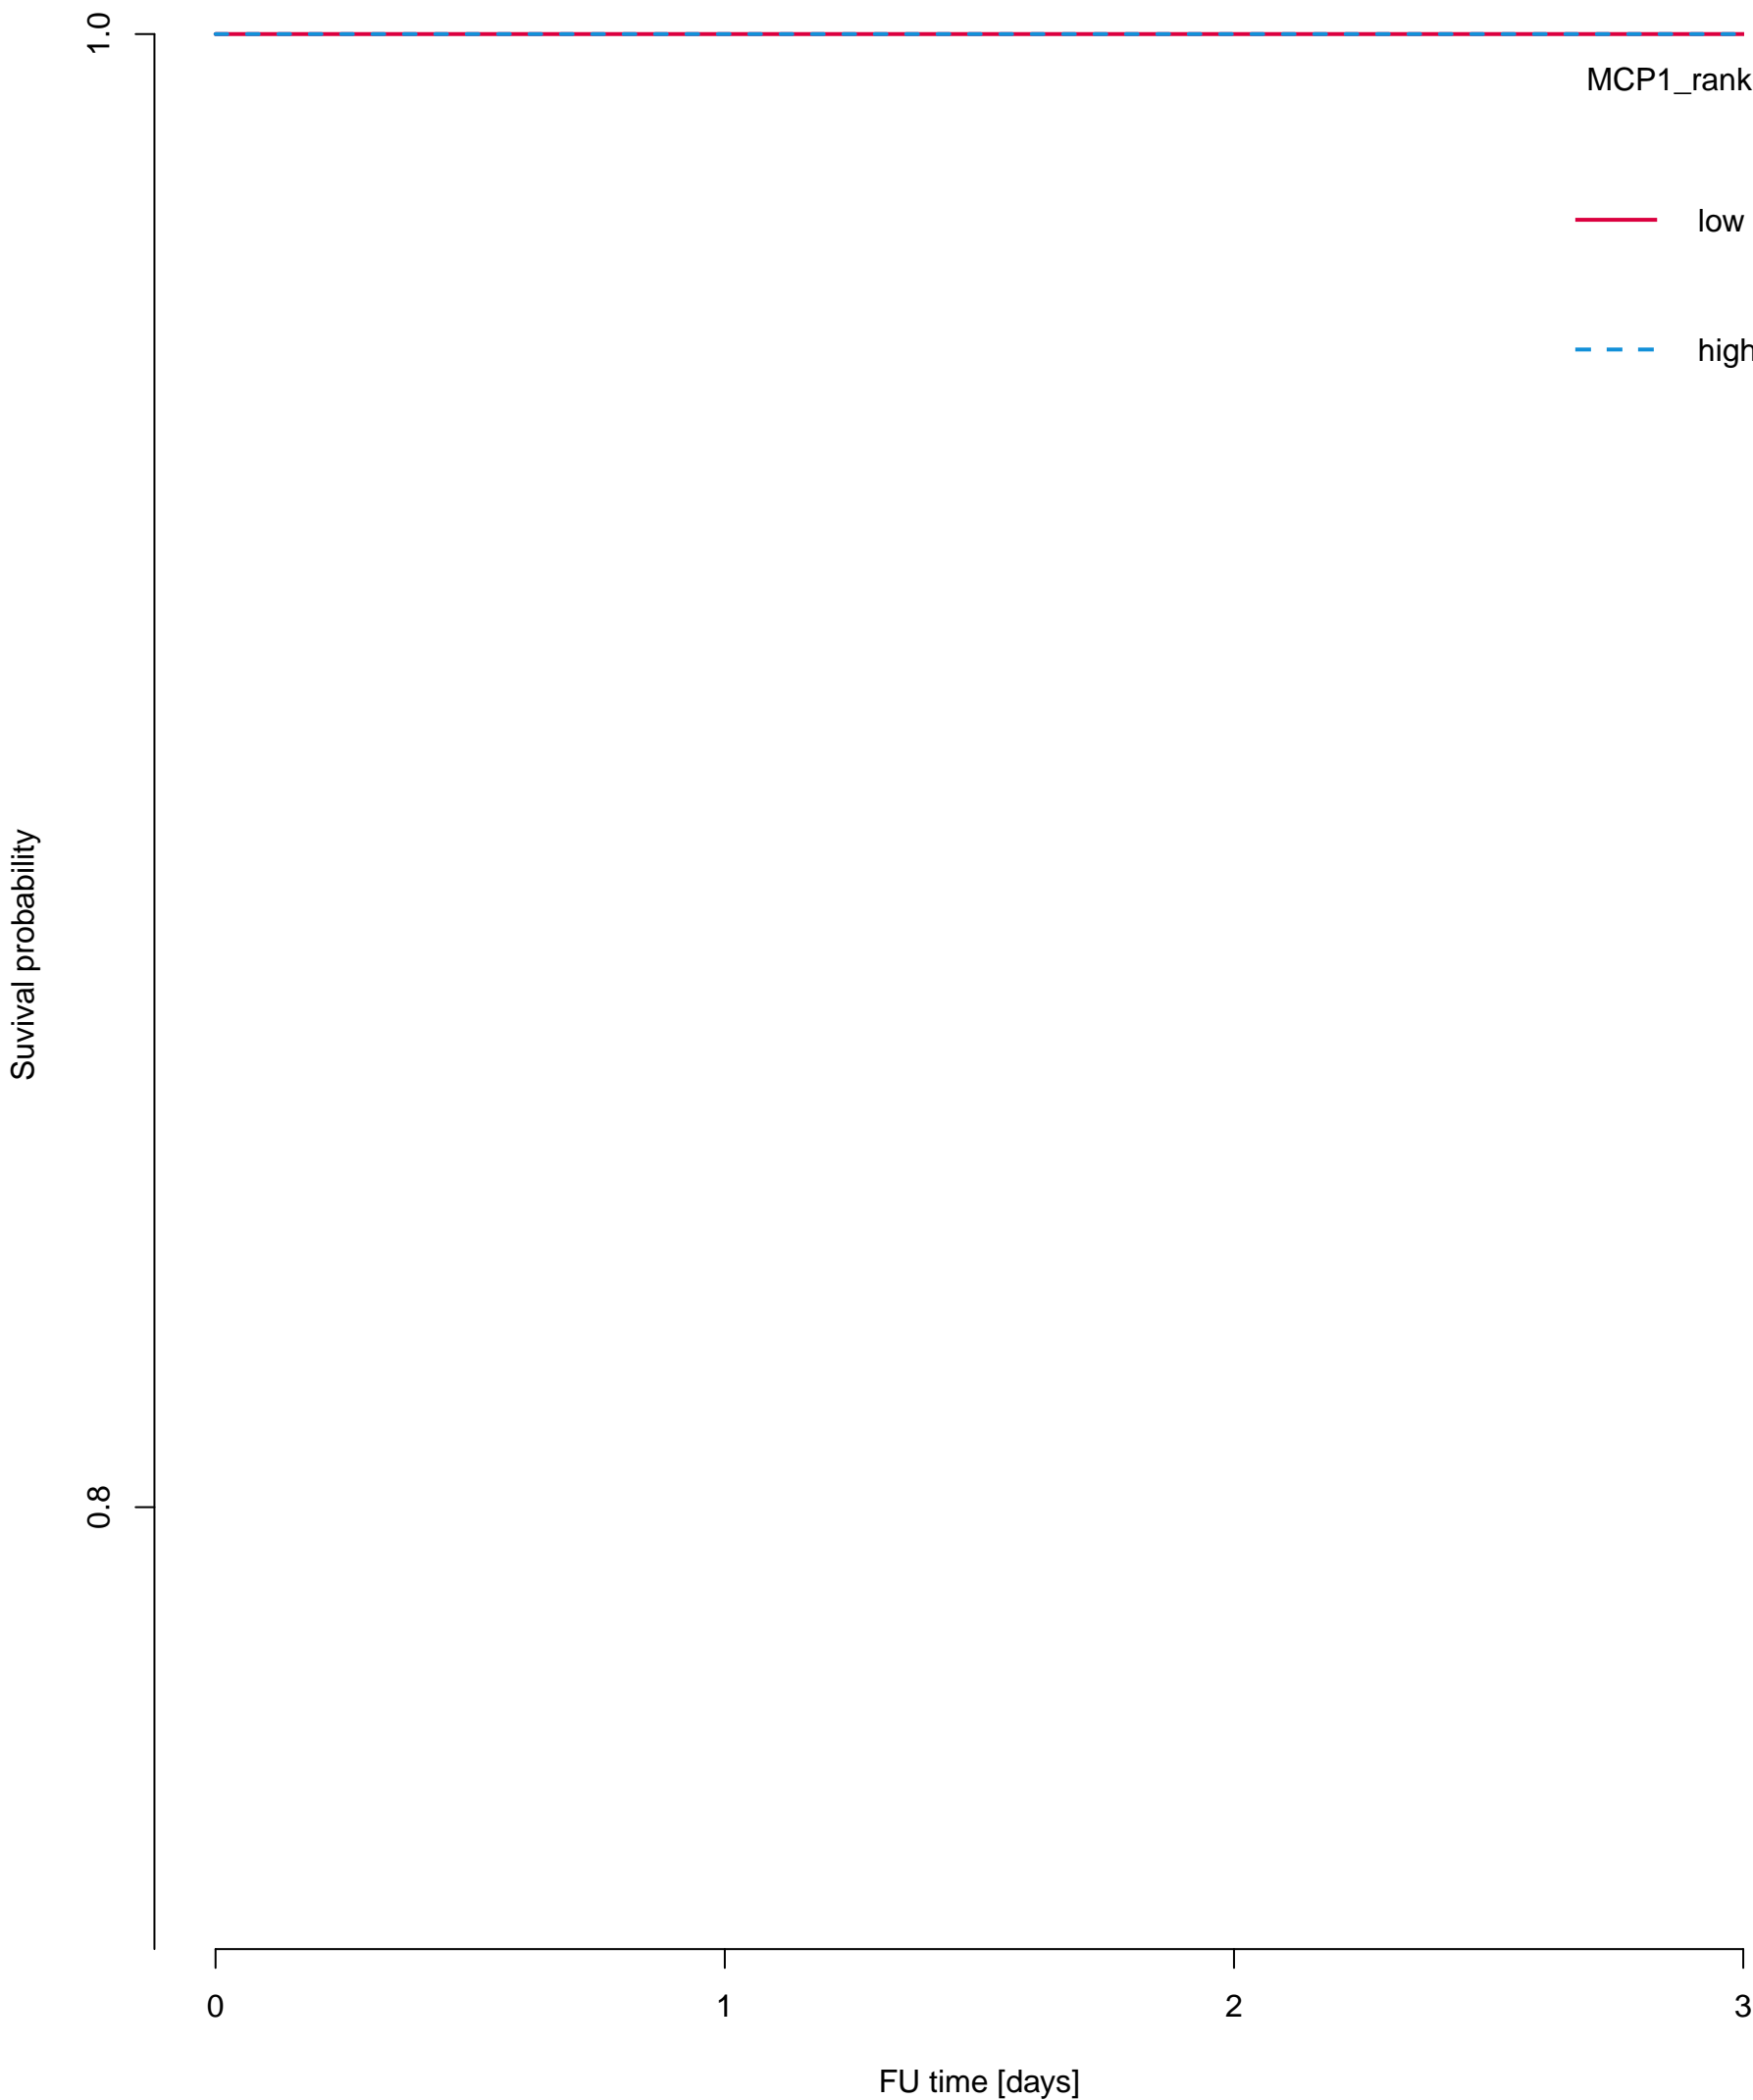 1.0
MCP1_rank
low
high
Suvival probability
0.8
0
1
2
3
FU time [days]